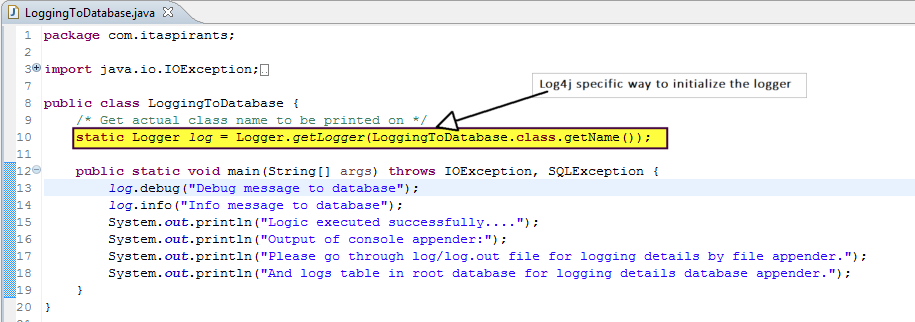 LoggingToDatabase.java
1 package com.itaspirants;
2
3 import java.io.IOException;
7
Log4j specific way to initialize the logger
8 public class LoggingToDatabase {
9 /* Get actual class name to be printed on */
10 static Logger log = Logger.getLogger(LoggingToDatabase.class.getName());
11
12 public static void main(String[] args) throws IOException, SQLException {
13 log.debug("Debug message to database");
14 log.info("Info message to database");
15 System.out.println("Logic executed successfully....");
16 System.out.println("Output of console appender:");
17 System.out.println("Please go through log/log.out file for logging details by file appender.");
18 System.out.println("And logs table in root database for logging details database appender.");
19 }
20 }